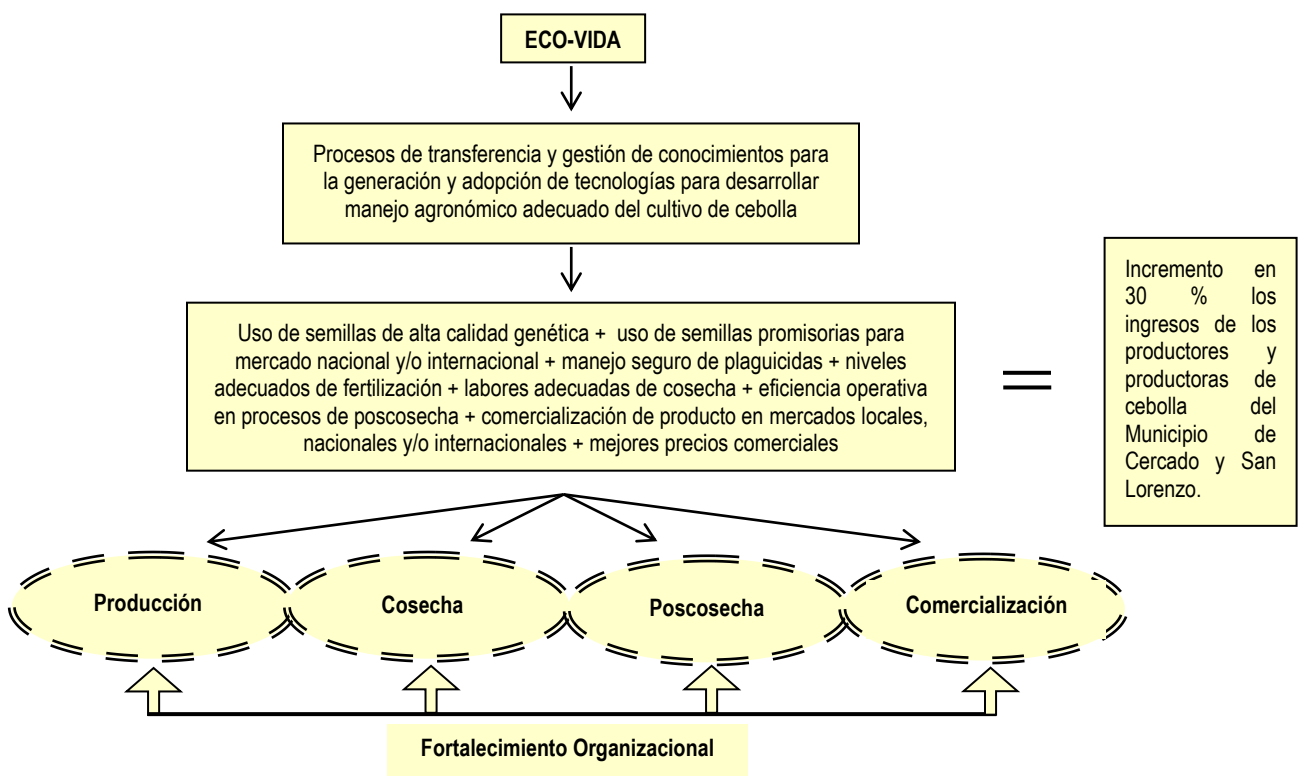 ECO-VIDA
Procesos de transferencia y gestión de conocimientos para
la generación y adopción de tecnologías para desarrollar
manejo agronómico adecuado del cultivo de cebolla
Uso de semillas de alta calidad genética + uso de semillas promisorias para
mercado nacional y/o internacional + manejo seguro de plaguicidas + niveles
adecuados de fertilización + labores adecuadas de cosecha + eficiencia operativa
en procesos de poscosecha + comercialización de producto en mercados locales,
nacionales y/o internacionales + mejores precios comerciales
=
Incremento en
30 % los
ingresos de los
productores y
productoras de
cebolla del
Municipio de
Cercado y San
Lorenzo.
Producción
Cosecha
Poscosecha
Comercialización
Fortalecimiento Organizacional